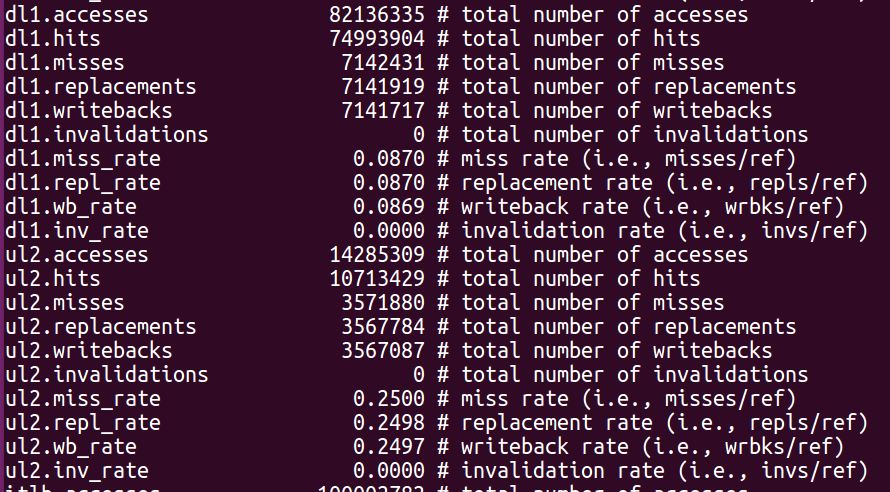 dl1.accesses 82136335 # total number of accesses
dl1.hits 74993904 # total number of hits
dl1.misses 7142431 # total number of misses
dl1.replacements 7141919 # total number of replacements
dl1.writebacks 7141717 # total number of writebacks
dl1.invalidations 0 # total number of invalidations
dl1.miss_rate 0.0870 # miss rate (i.e., misses/ref)
dl1.repl_rate 0.0870 # replacement rate (i.e., repls/ref)
dl1.wb_rate 0.0869 # writeback rate (i.e., wrbks/ref)
dl1.inv_rate 0.0000 # invalidation rate (i.e., invs/ref)
ul2.accesses 14285309 # total number of accesses
ul2.hits 10713429 # total number of hits
ul2.misses 3571880 # total number of misses
ul2.replacements 3567784 # total number of replacements
ul2.writebacks 3567087 # total number of writebacks
ul2.invalidations 0 # total number of invalidations
ul2.miss_rate 0.2500 # miss rate (i.e., misses/ref)
ul2.repl_rate 0.2498 # replacement rate (i.e., repls/ref)
ul2.wb_rate 0.2497 # writeback rate (i.e., wrbks/ref)
ul2.inv_rate 0.0000 # invalidation rate (i.e., invs/ref)
itlb.accesses # total number of accesses